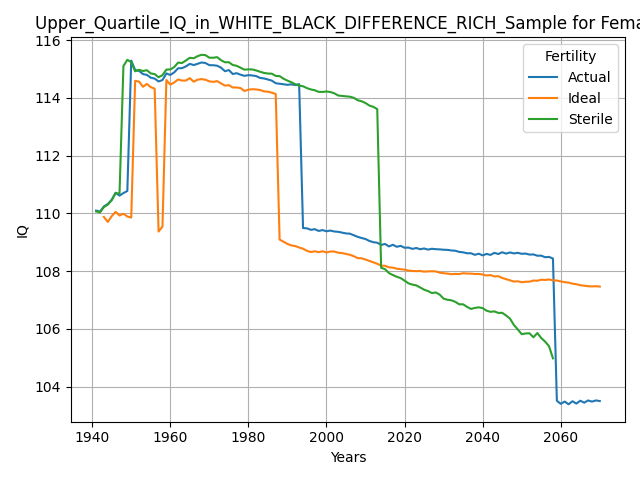 Upper_Quartile_IQ_in_WHITE_BLACK_DIFFERENCE_RICH_Sample for Fema
116
114
112
110
108
106
104
IQ
Fertility
Actual
Ideal
Sterile
1940
1960
1980
2000
2020
2040
2060
Years